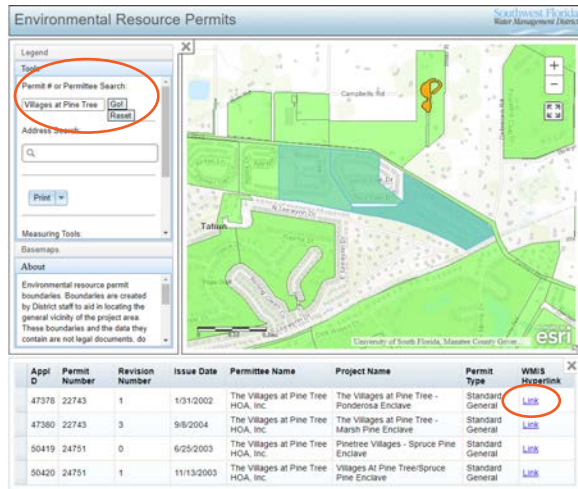 Environmental Resource Permits
Southwest Florida
Water Management District
Legend
Tools
Permit # or Permittee Search:
Villages at Pine Tree Go!
Reset
Address Search:
Print
Measuring Tools:
Basemaps
About
Environmental resource permit
boundaries. Boundaries are created
by District staff to aid in locating the
general vicinity of the project area
These boundaries and the data they
contain are not legal documents, do
Campbells Rd
N Leewynn Dr
E Leewynn Dr
Tatum
University of South Florida, Manatee County Gover...
esri
Appl Permit Revision Issue Date Permittee Name Project Name Permit WMIS
D Number Number Type Hyperlink
47378 22743 1 1/31/2002 The Villages at Pine Tree HOA, Inc. The Villages at Pine Tree - Ponderosa Enclave Standard General Link
47380 22743 3 9/8/2004 The Villages at Pine Tree HOA, Inc. The Villages at Pine Tree - Marsh Pine Enclave Standard General Link
50419 24751 0 6/25/2003 The Villages at Pine Tree HOA, Inc. Pinetree Villages - Spruce Pine Enclave Standard General Link
50420 24751 1 11/13/2003 The Villages at Pine Tree HOA, Inc. Villages At Pine Tree/Spruce Pine Enclave Standard General Link